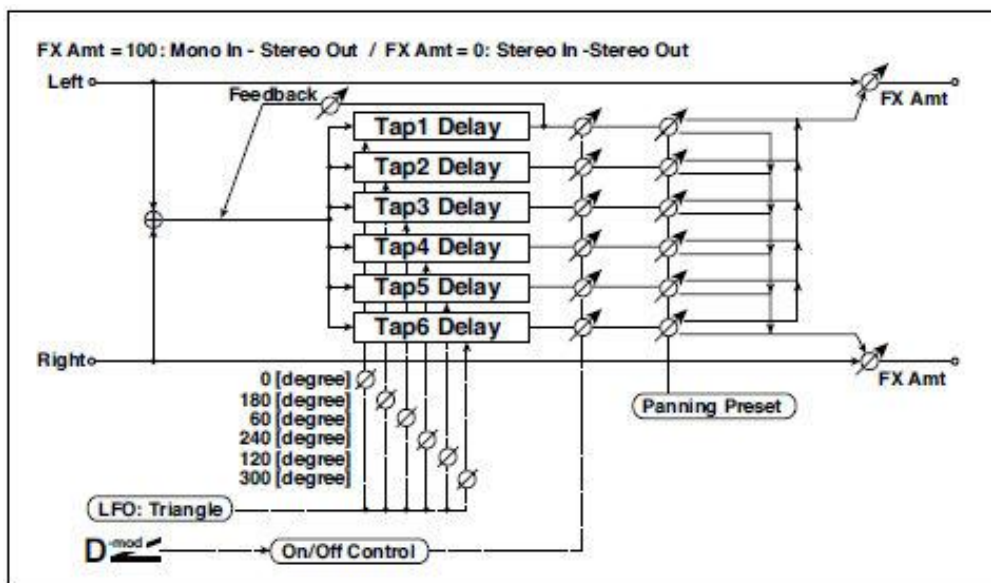 FX Amt = 100: Mono In - Stereo Out / FX Amt = 0: Stereo In -Stereo Out
Left
FX Amt
Feedback
Tap1 Delay
Tap2 Delay
Tap3 Delay
Tap4 Delay
Tap5 Delay
Tap6 Delay
Right
FX Amt
0 [degree]
180 [degree]
60 [degree]
240 [degree]
120 [degree]
300 [degree]
Panning Preset
LFO: Triangle
D-mod
On/Off Control